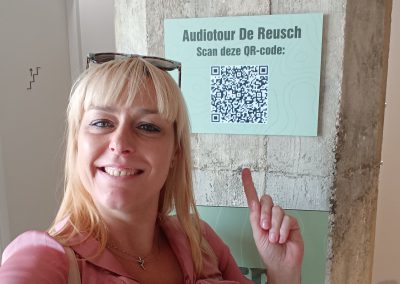 Audiotour De Reusch
Scan deze QR-code: